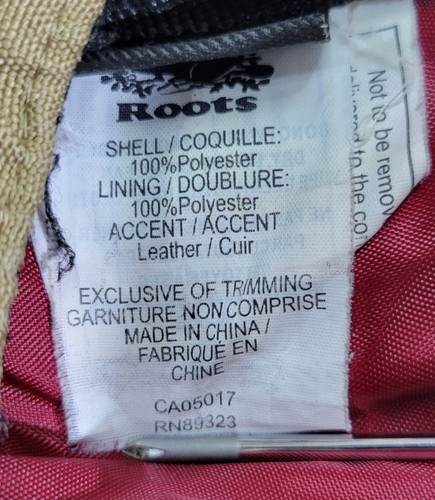 Roots
SHELL / COQUILLE:
100%Polyester
LINING / DOUBLURE:
100%Polyester
ACCENT / ACCENT
Leather / Cuir
EXCLUSIVE OF TRIMMING
GARNITURE NON COMPRISE
MADE IN CHINA /
FABRIQUÉ EN
CHINE
CA05017
RN89323
Not to be remov
delivered to the co